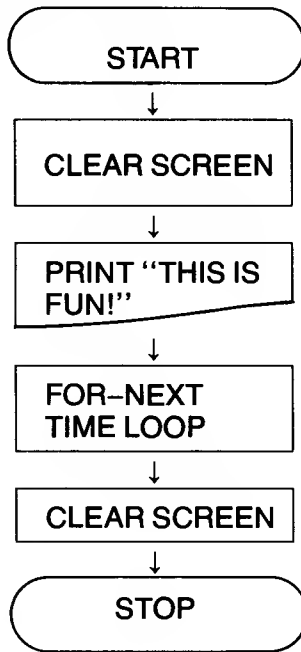 START
CLEAR SCREEN
PRINT “THIS IS
FUN!”
FOR–NEXT
TIME LOOP
CLEAR SCREEN
STOP